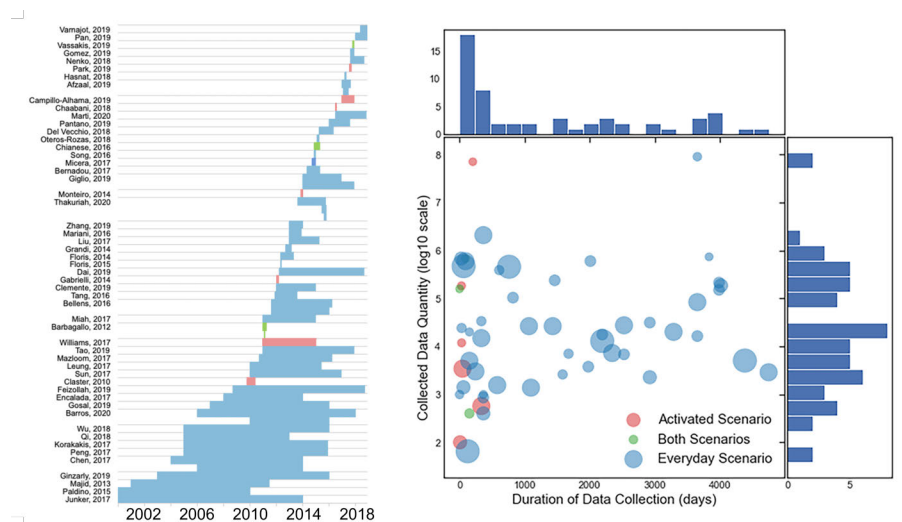 Vamajot, 2019
Pan, 2019
Vassakis, 2019
Gomez, 2019
Nenko, 2018
Park, 2019
Hasnat, 2018
Afzaal, 2019
Campillo-Alhama, 2019
Chaabani, 2018
Marti, 2020
Pantano, 2019
Del Vecchio, 2018
Oteros-Rozas, 2018
Chianese, 2016
Song, 2016
Micera, 2017
Bernadou, 2017
Giglio, 2019
Monteiro, 2014
Thakuriah, 2020
Zhang, 2019
Mariani, 2016
Liu, 2017
Grandi, 2014
Floris, 2014
Floris, 2015
Dai, 2019
Gabrielli, 2014
Clemente, 2019
Tang, 2016
Bellens, 2016
Miah, 2017
Barbagallo, 2012
Williams, 2017
Tao, 2019
Mazloom, 2017
Leung, 2017
Sun, 2017
Claster, 2010
Feizollah, 2019
Encalada, 2017
Gosal, 2019
Barros, 2020
Wu, 2018
Qi, 2018
Korakakis, 2017
Peng, 2017
Chen, 2017
Ginzarly, 2019
Majid, 2013
Paldino, 2015
Junker, 2017
2002 2006 2010 2014 2018
15
10
5
0
8
7
6
5
4
3
2
Collected Data Quantity (log10 scale)
Activated Scenario
Both Scenarios
Everyday Scenario
0 1000 2000 3000 4000
Duration of Data Collection (days)
0 5